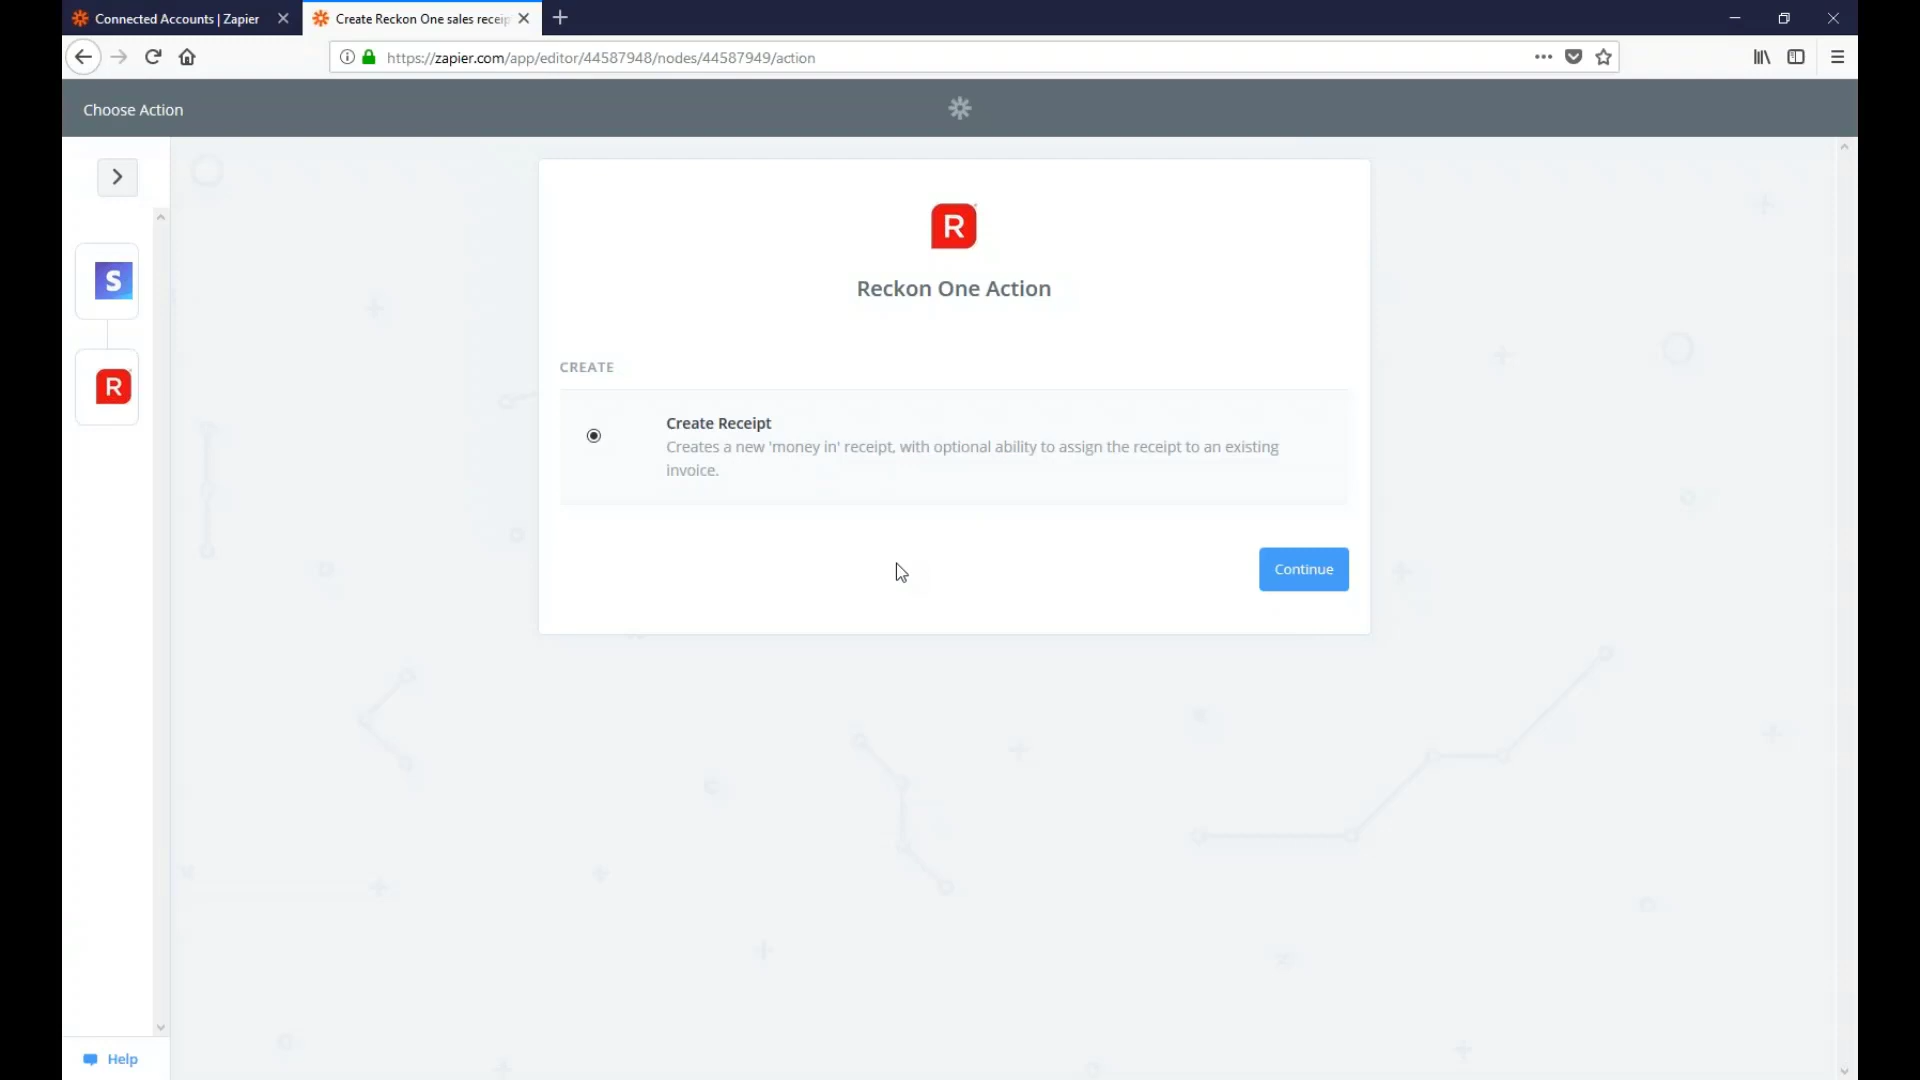 Connected Accounts | Zapier
Create Reckon One sales receip
https://zapier.com/app/editor/44587948/nodes/44587949/action
Choose Action
S
R
R
Reckon One Action
CREATE
Create Receipt
Creates a new 'money in' receipt, with optional ability to assign the receipt to an existing
invoice.
Continue
Help